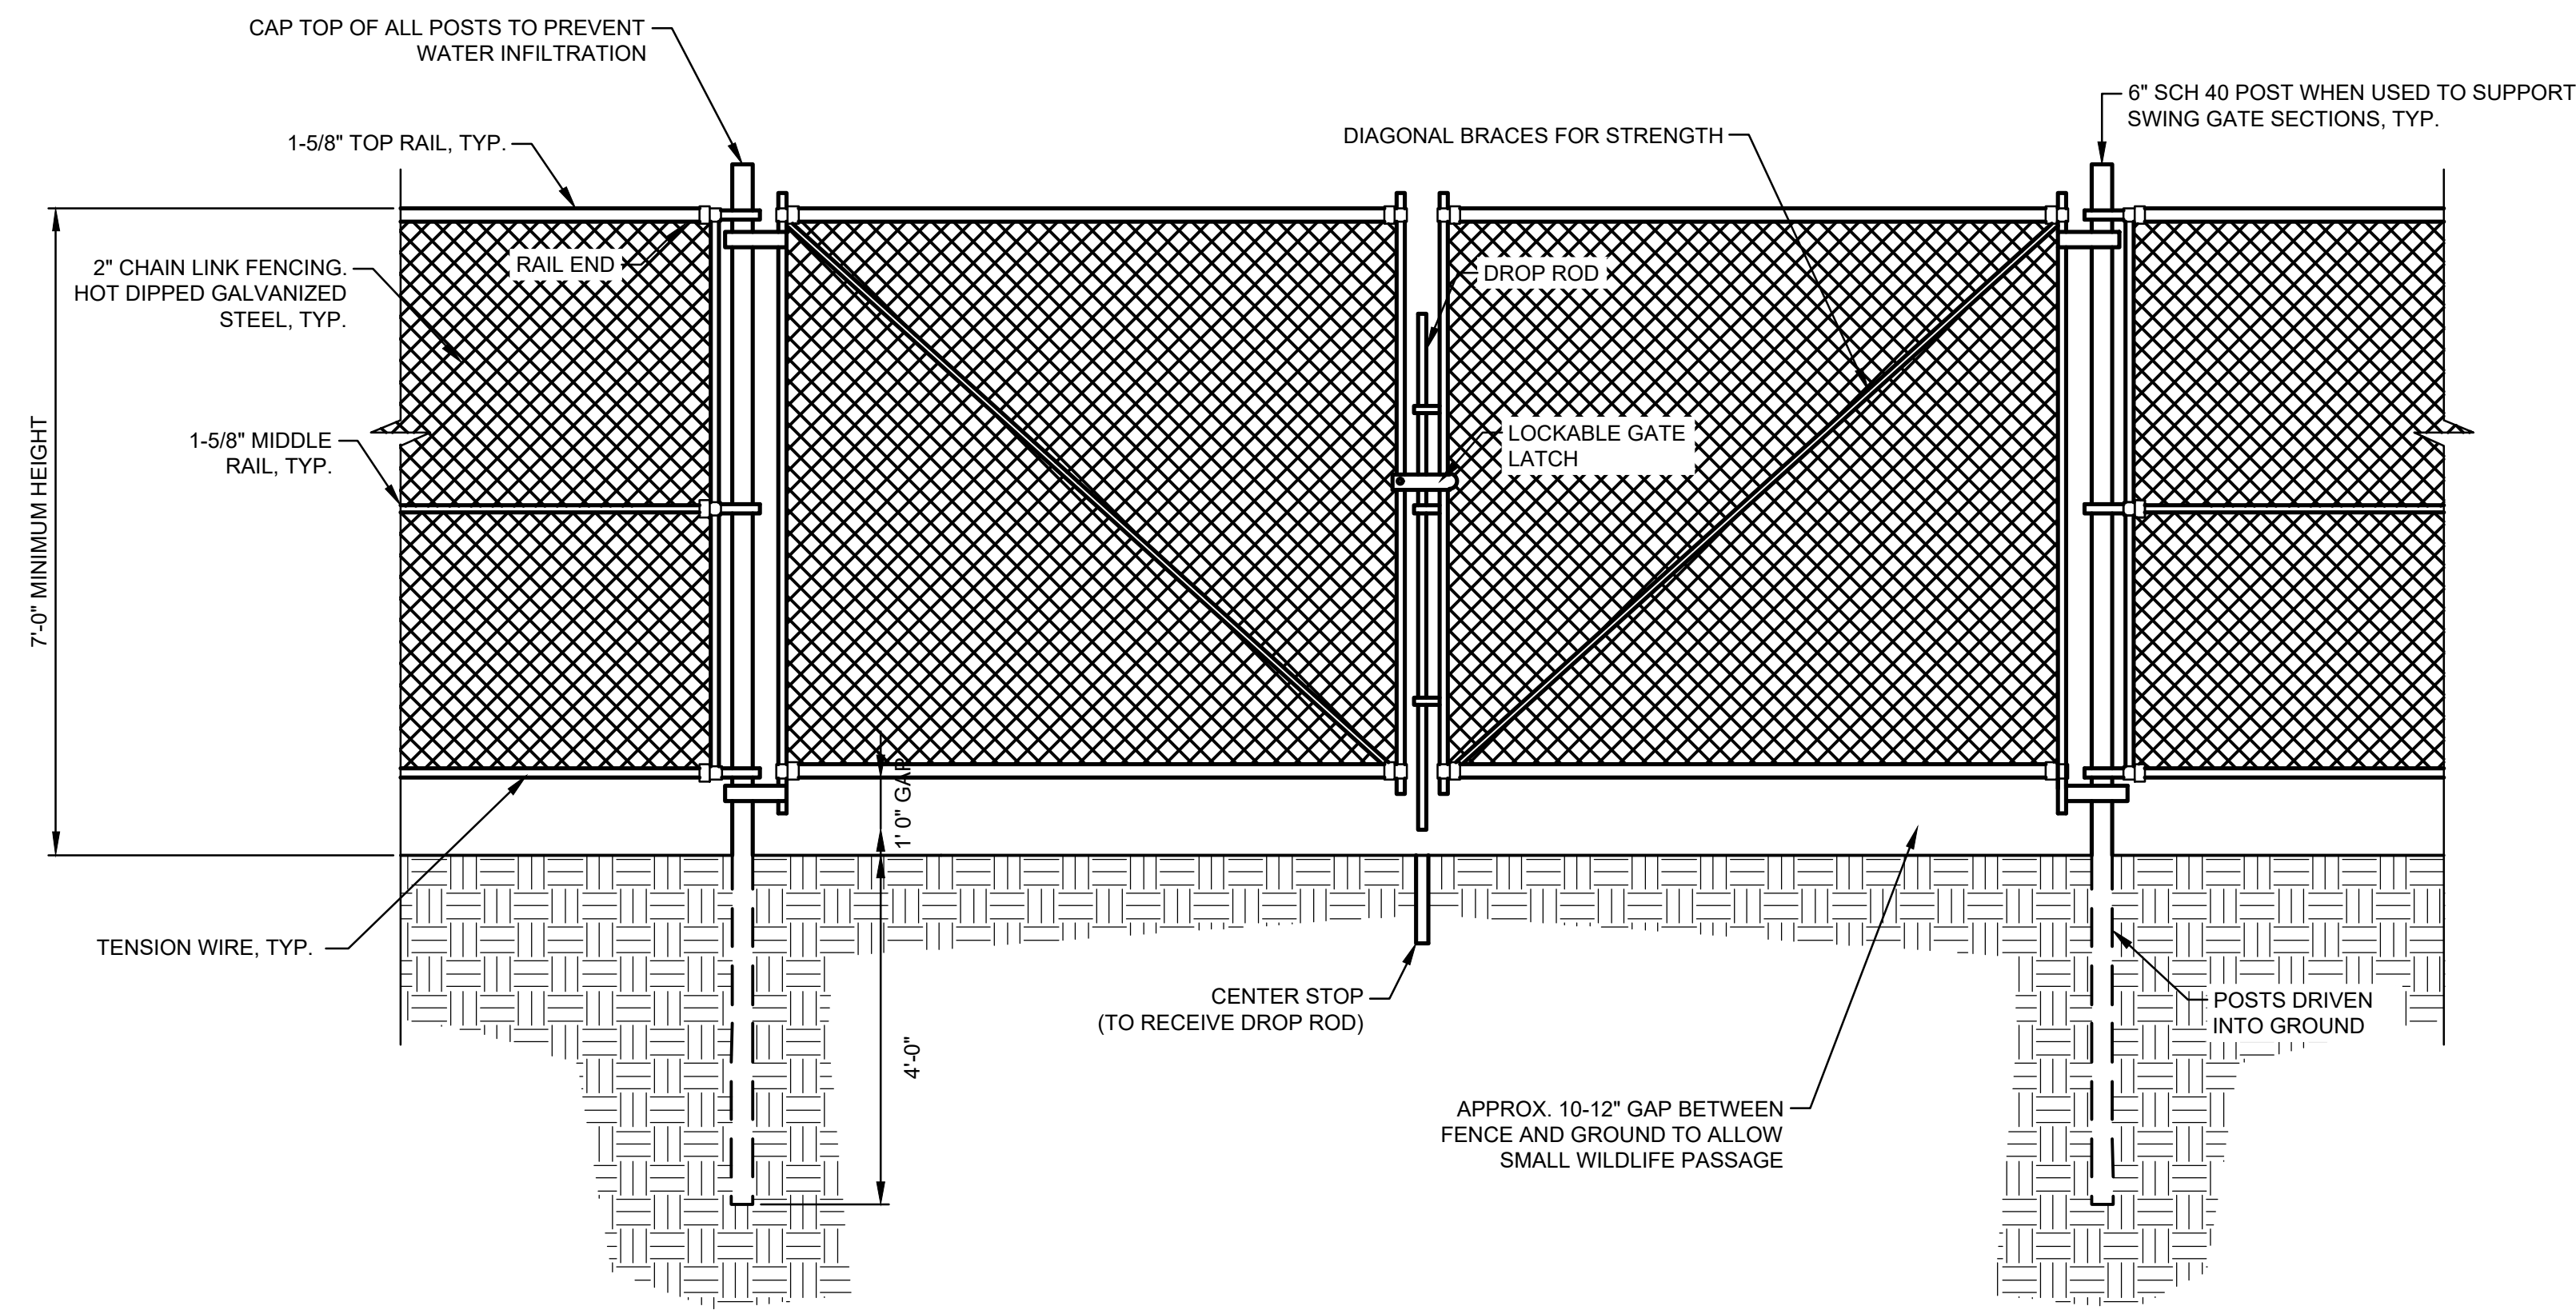 CAP TOP OF ALL POSTS TO PREVENT
WATER INFILTRATION
6" SCH 40 POST WHEN USED TO SUPPORT
SWING GATE SECTIONS, TYP.
1-5/8" TOP RAIL, TYP.
DIAGONAL BRACES FOR STRENGTH
RAIL END
2" CHAIN LINK FENCING.
HOT DIPPED GALVANIZED
STEEL, TYP.
DROP ROD
1-5/8" MIDDLE
RAIL, TYP.
LOCKABLE GATE
LATCH
7'-0" MINIMUM HEIGHT
1' 0" GAP
TENSION WIRE, TYP.
4'-0"
CENTER STOP
(TO RECEIVE DROP ROD)
POSTS DRIVEN
INTO GROUND
APPROX. 10-12" GAP BETWEEN
FENCE AND GROUND TO ALLOW
SMALL WILDLIFE PASSAGE